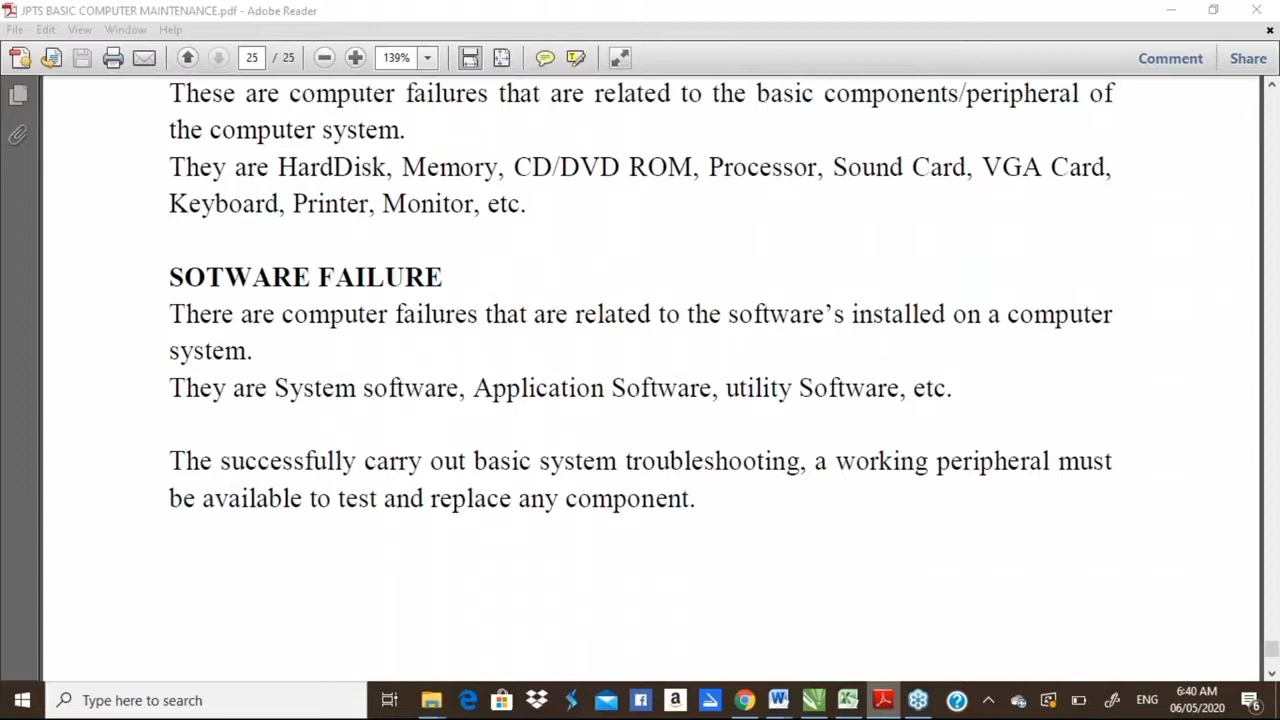 JPTS BASIC COMPUTER MAINTENANCE.pdf - Adobe Reader
File Edit View Window Help
25 / 25 139% Comment Share
These are computer failures that are related to the basic components/peripheral of
the computer system.
They are HardDisk, Memory, CD/DVD ROM, Processor, Sound Card, VGA Card,
Keyboard, Printer, Monitor, etc.
SOTWARE FAILURE
There are computer failures that are related to the software’s installed on a computer
system.
They are System software, Application Software, utility Software, etc.
The successfully carry out basic system troubleshooting, a working peripheral must
be available to test and replace any component.
Type here to search
ENG
6:40 AM
06/05/2020
6